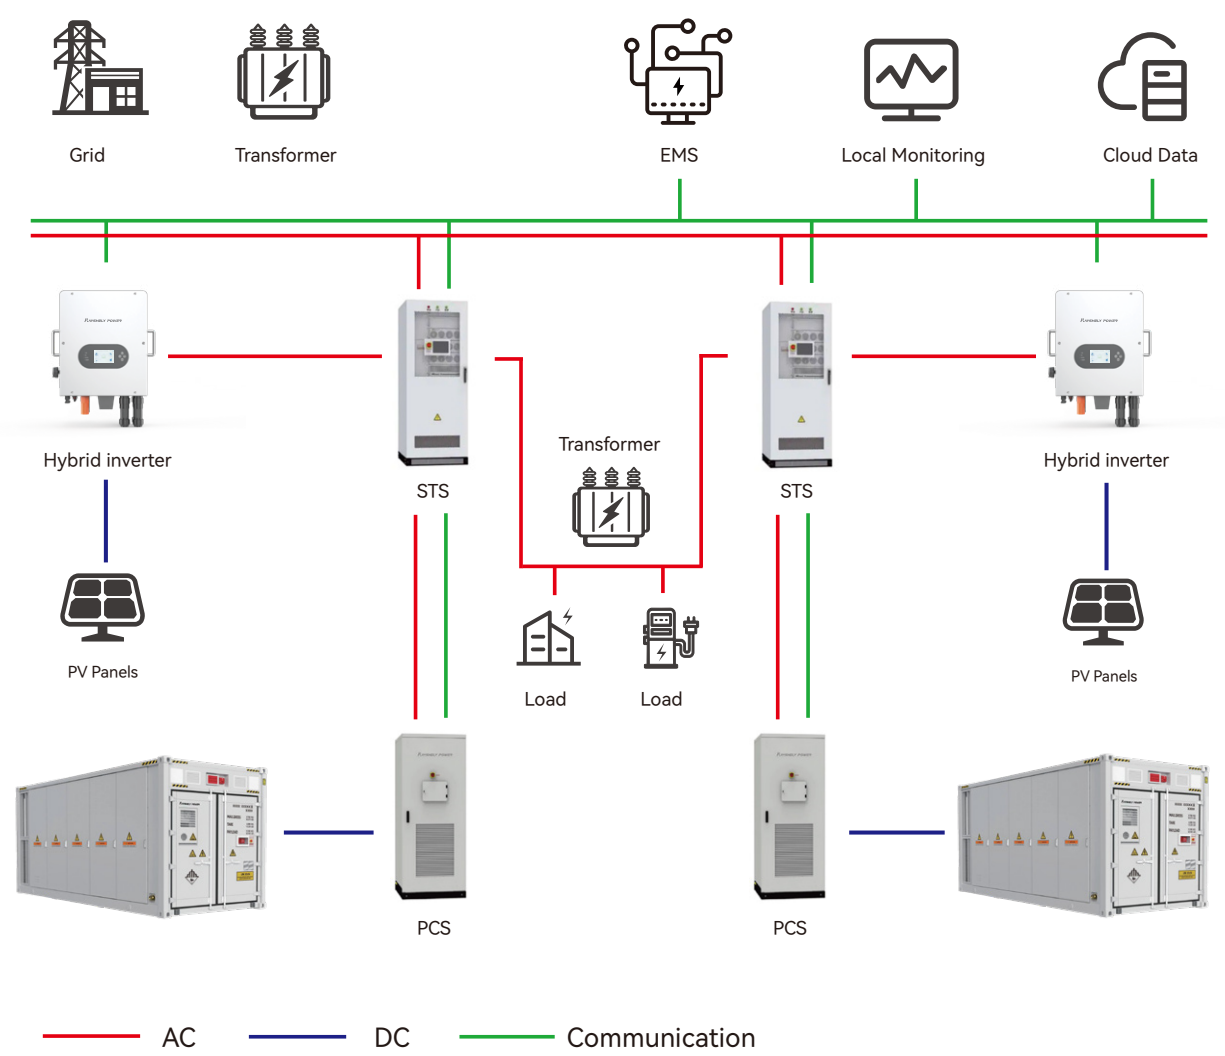 Grid
Transformer
EMS
Local Monitoring
Cloud Data
Hybrid inverter
STS
Transformer
STS
Hybrid inverter
PV Panels
Load
Load
PV Panels
PCS
PCS
AC
DC
Communication